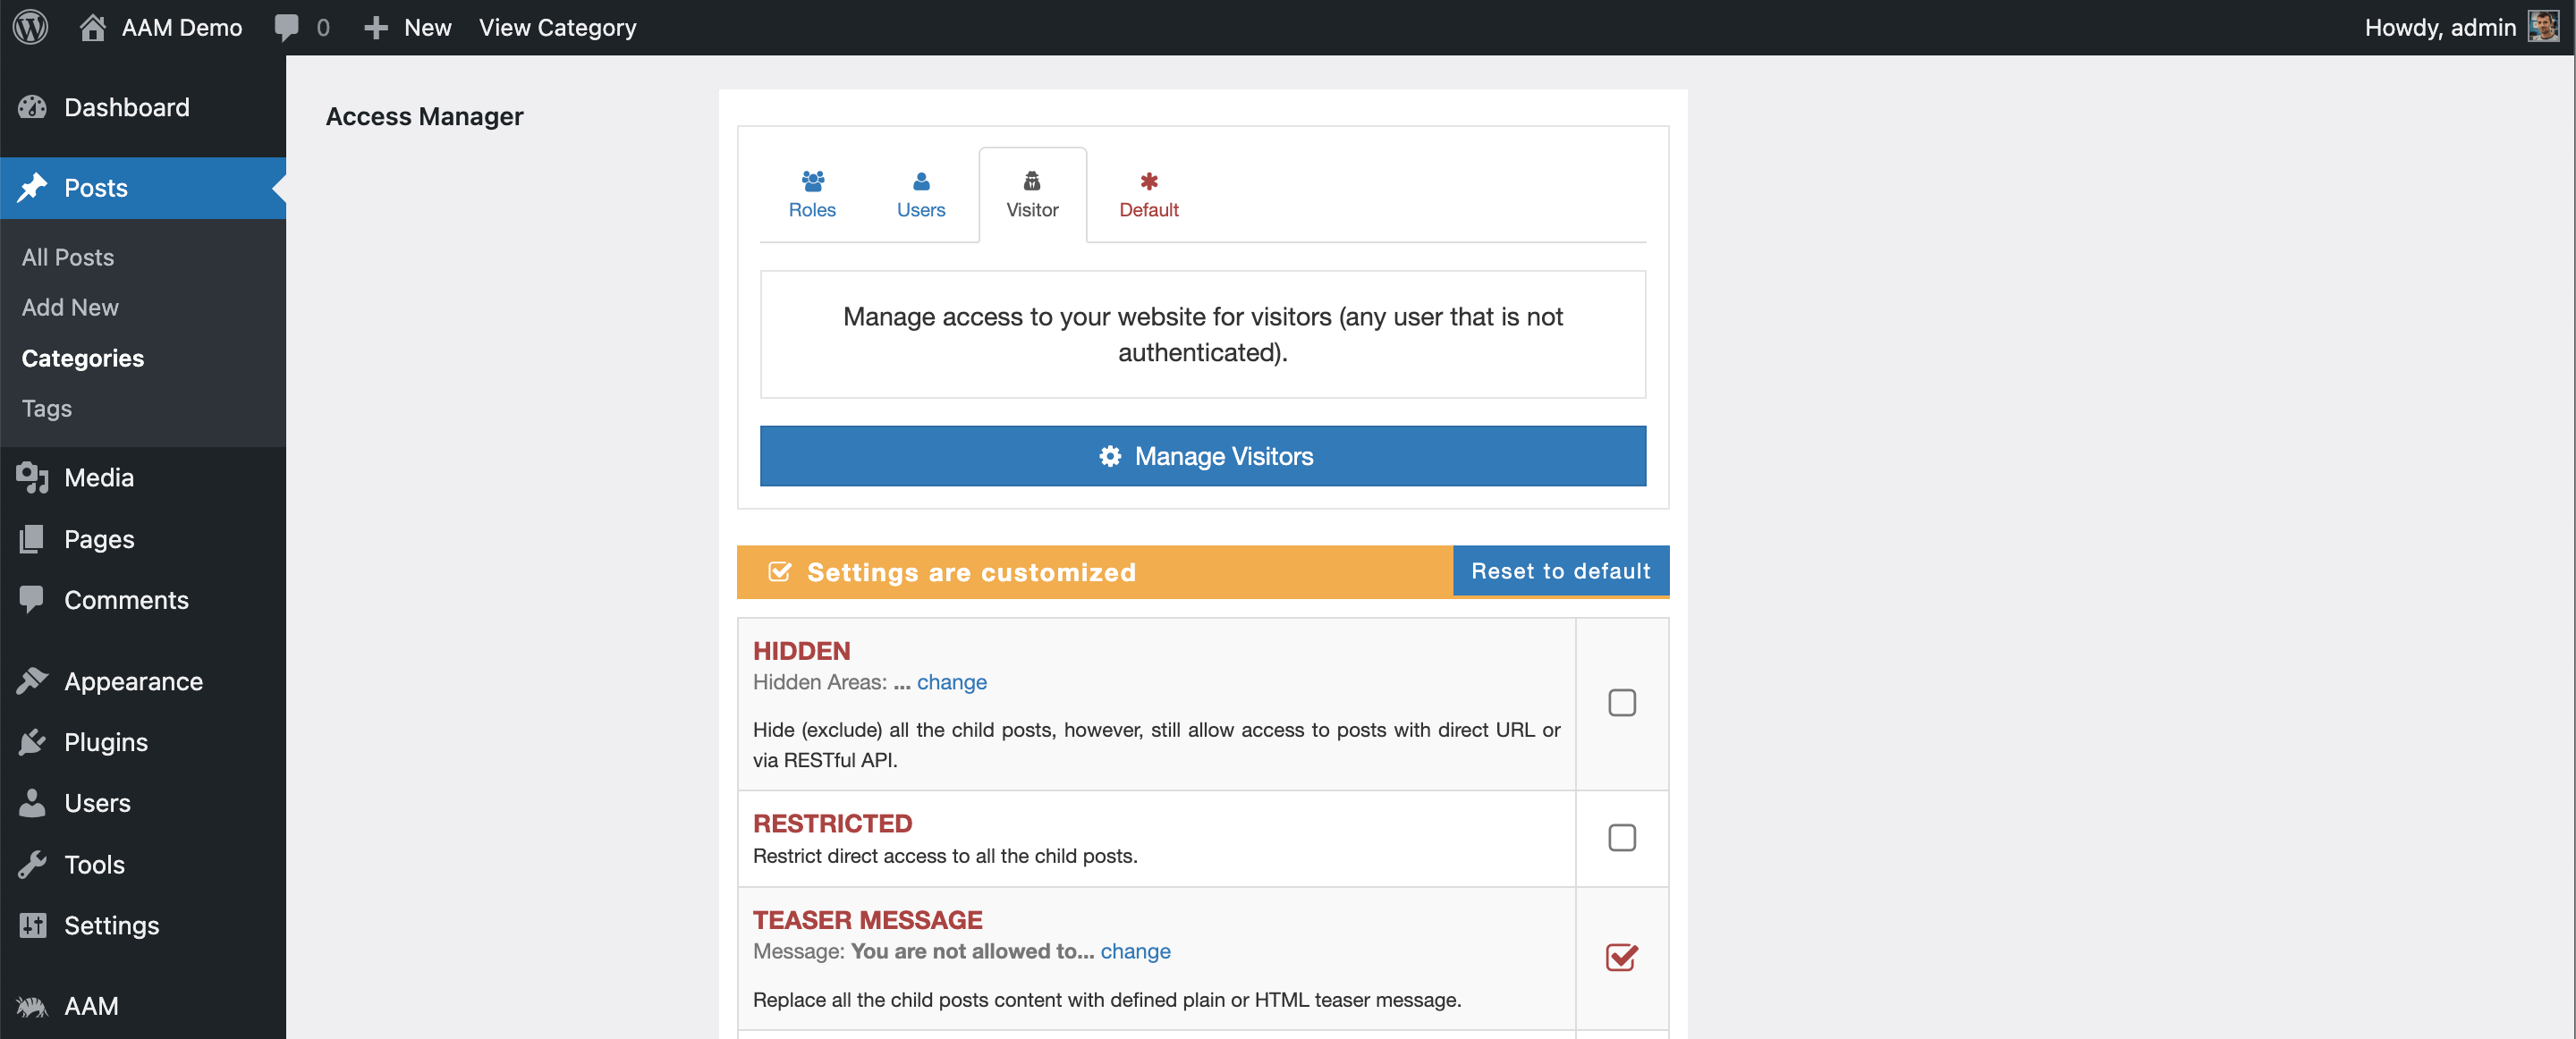 AAM Demo 0 New View Category Howdy, admin
Dashboard
Posts
All Posts
Add New
Categories
Tags
Media
Pages
Comments
Appearance
Plugins
Users
Tools
Settings
AAM
Access Manager
Roles Users Visitor Default
Manage access to your website for visitors (any user that is not
authenticated).
Manage Visitors
Settings are customized Reset to default
HIDDEN
Hidden Areas: ... change
Hide (exclude) all the child posts, however, still allow access to posts with direct URL or
via RESTful API.
RESTRICTED
Restrict direct access to all the child posts.
TEASER MESSAGE
Message: You are not allowed to... change
Replace all the child posts content with defined plain or HTML teaser message.